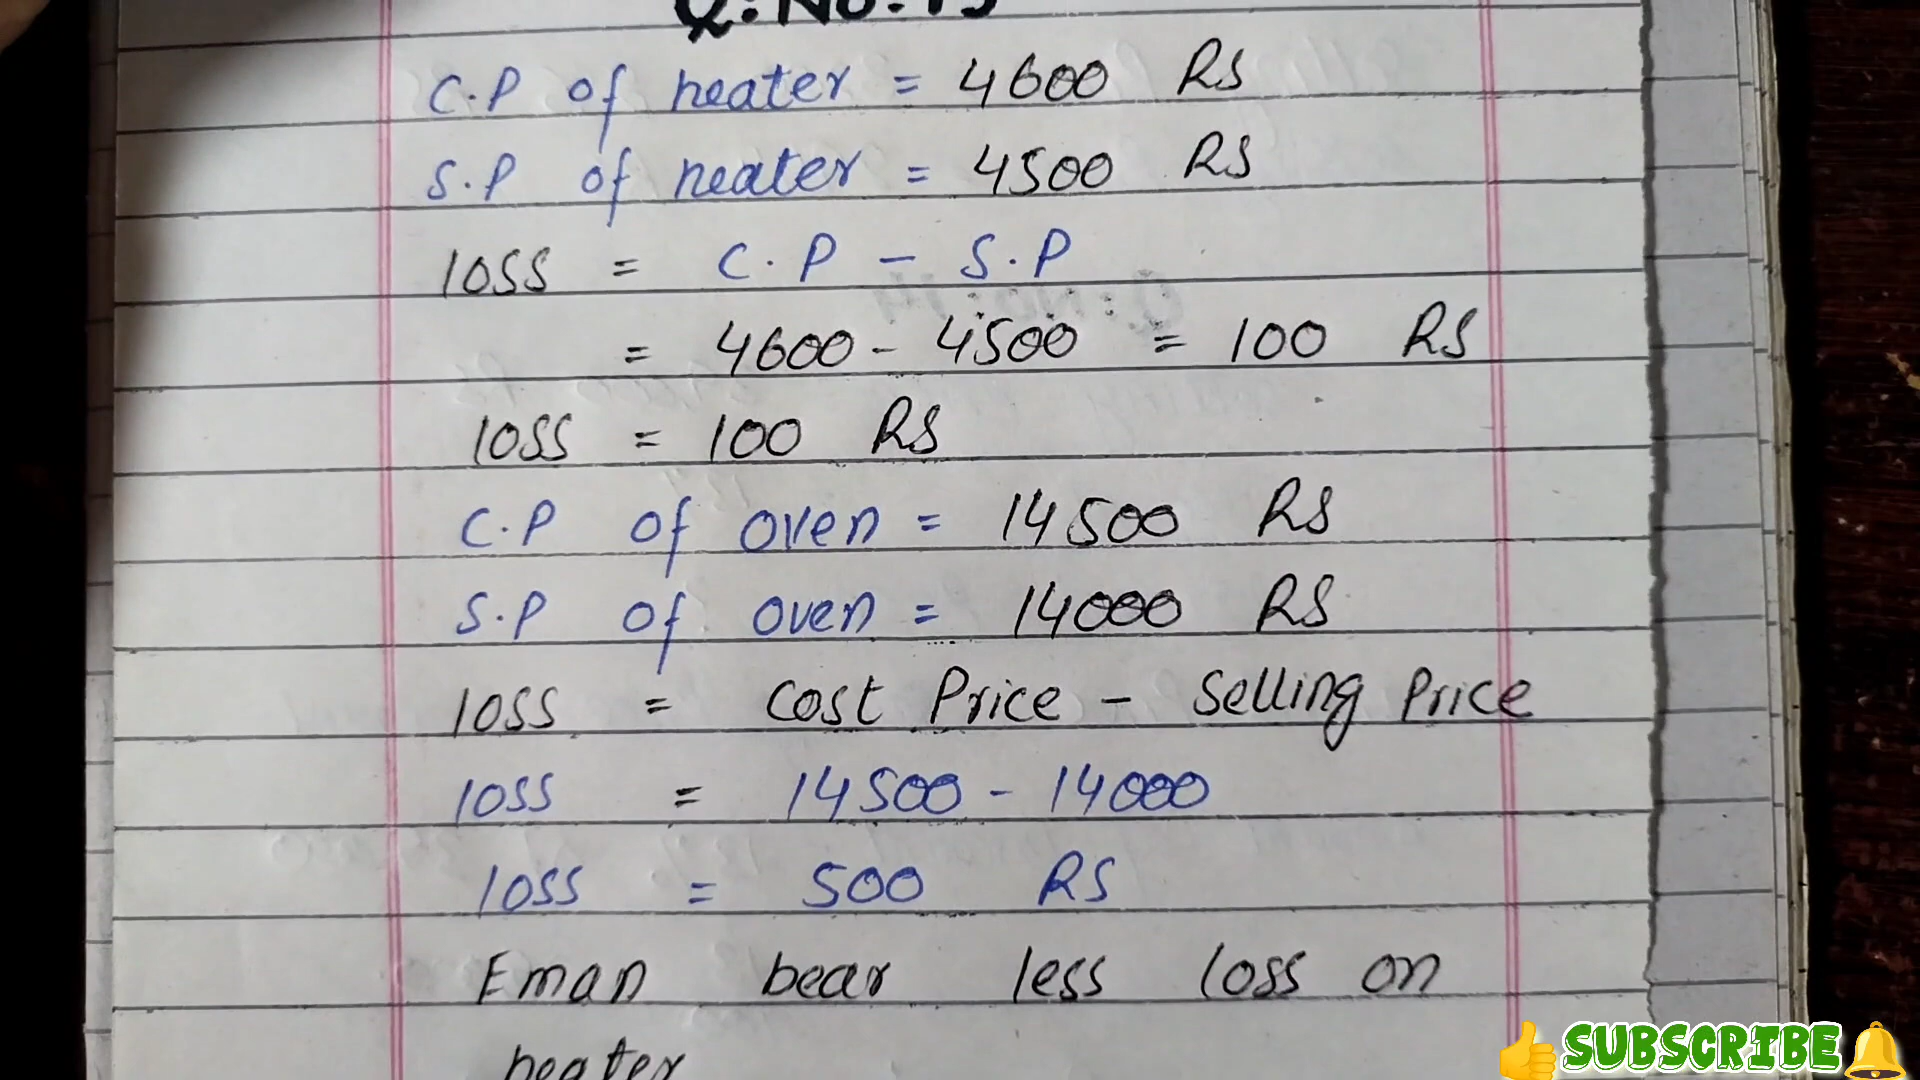 Q.No.15
C.P of heater = 4600 RS
S.P of heater = 4500 RS
loss = C.P - S.P
= 4600 - 4500 = 100 RS
loss = 100 RS
C.P of oven = 14500 RS
S.P of oven = 14000 RS
loss = Cost Price - Selling Price
loss = 14500 - 14000
loss = 500 RS
Eman bear less loss on
heater
SUBSCRIBE